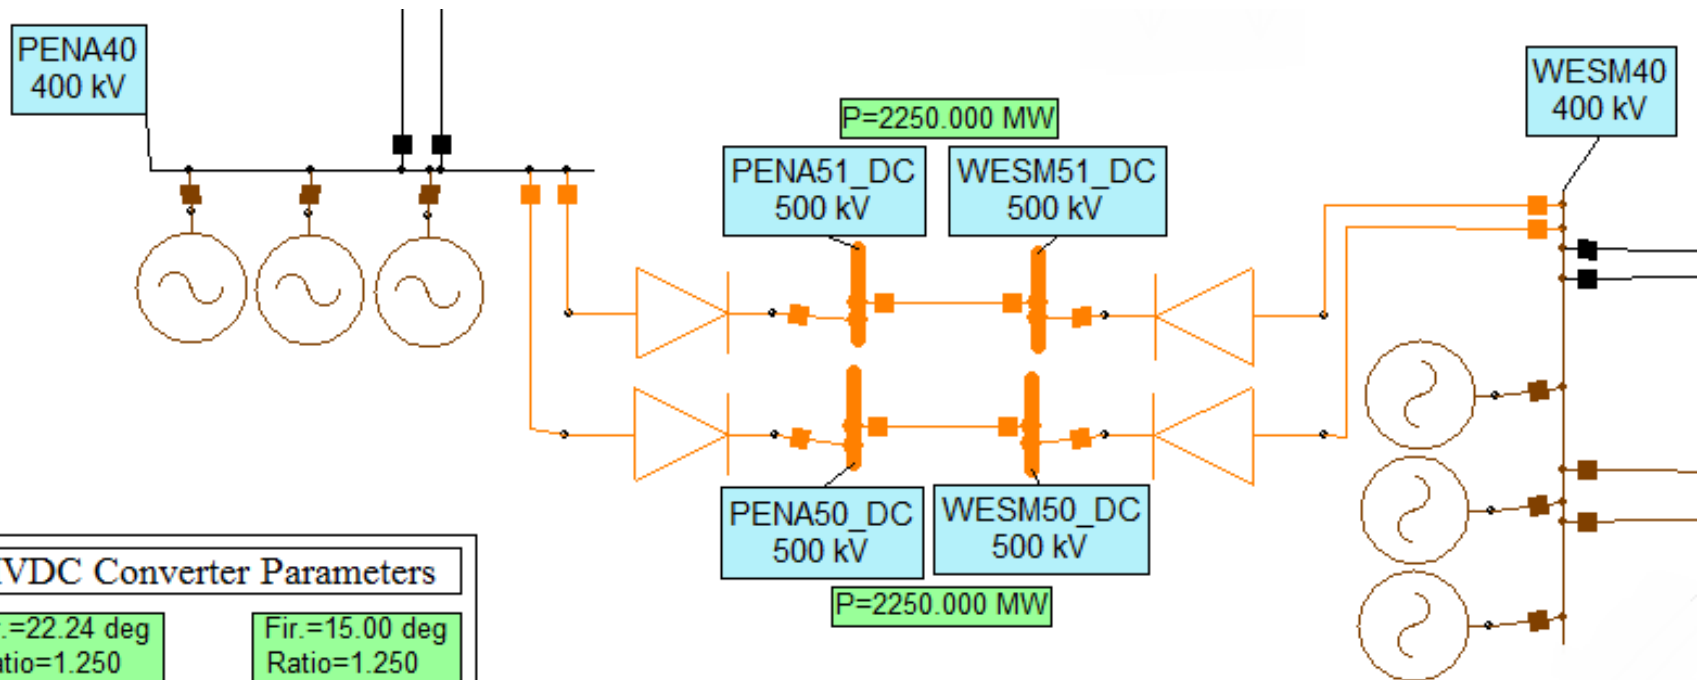 PENA40
400 kV
WESM40
400 kV
P=2250.000 MW
PENA51_DC
500 kV
WESM51_DC
500 kV
PENA50_DC
500 kV
WESM50_DC
500 kV
P=2250.000 MW
VDC Converter Parameters
.=22.24 deg
atio=1.250
Fir.=15.00 deg
Ratio=1.250